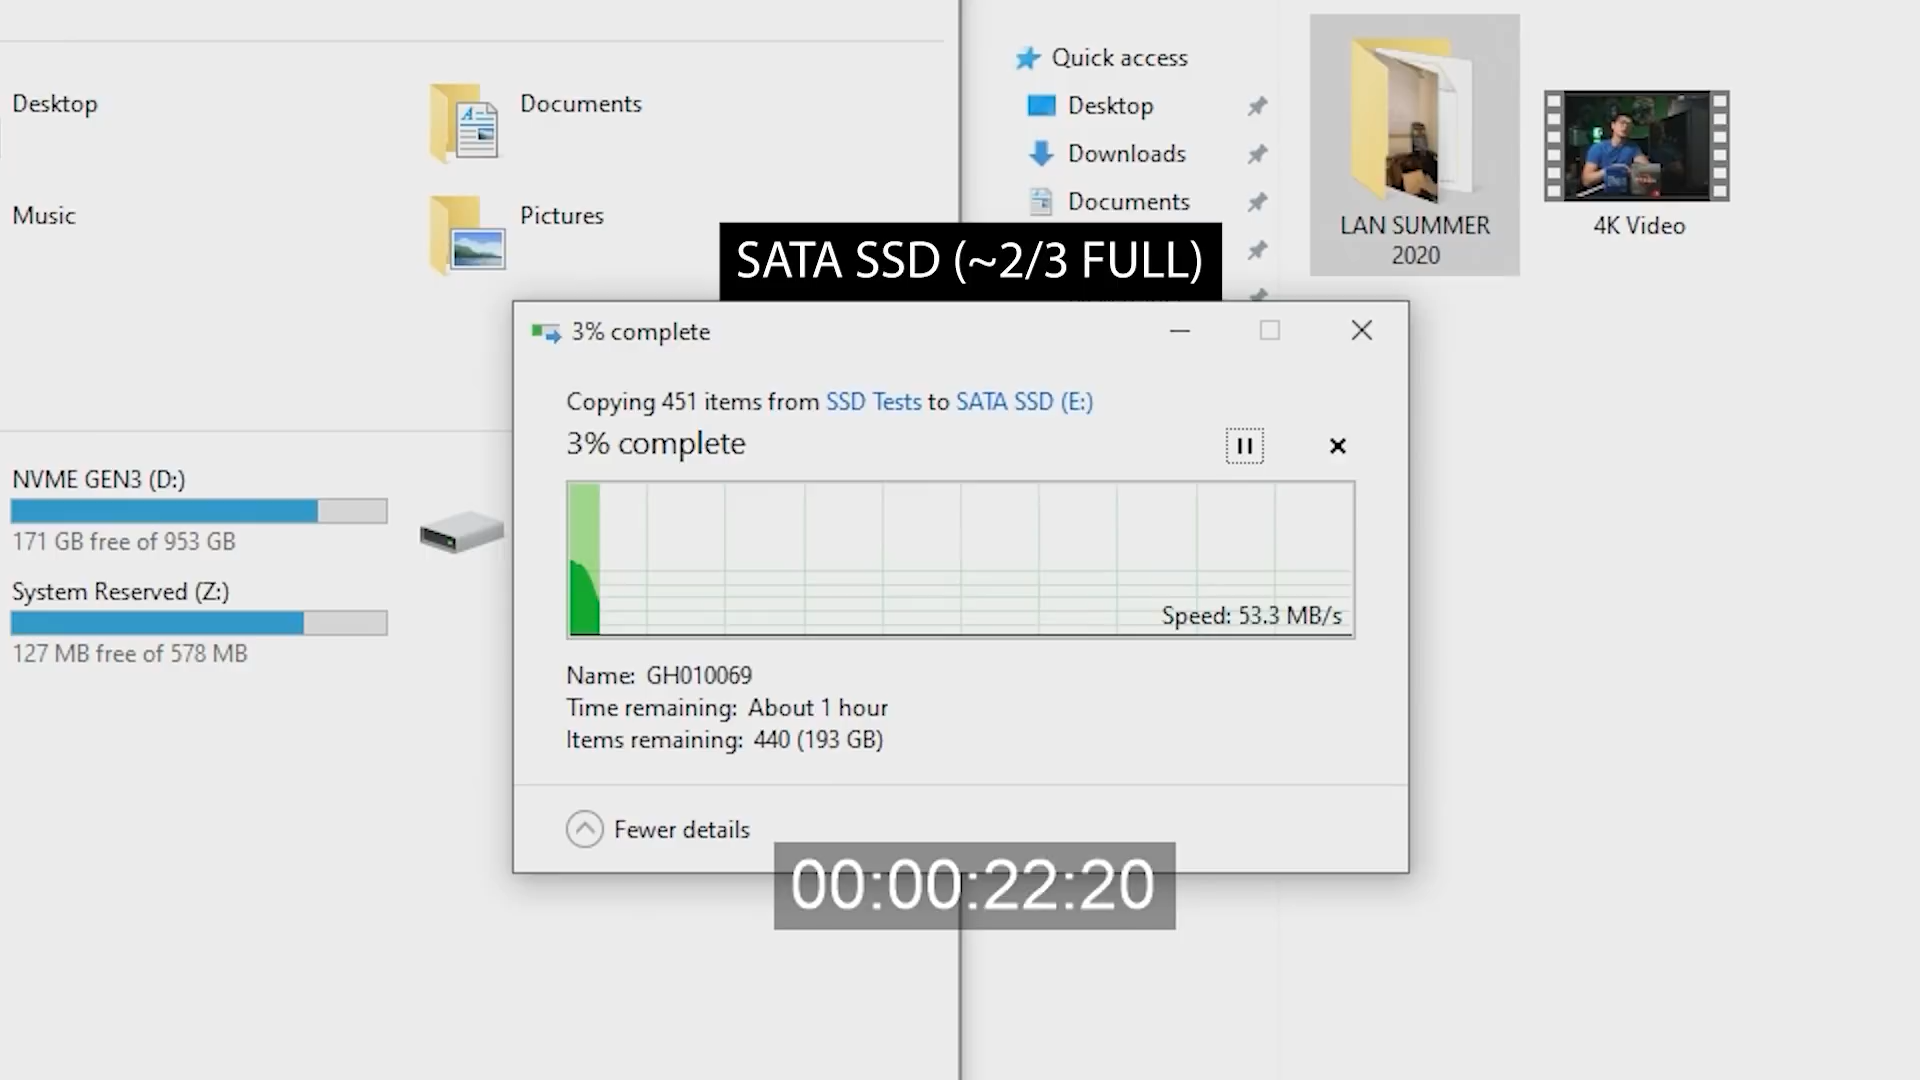 Desktop
Documents
Music
Pictures
NVME GEN3 (D:)
171 GB free of 953 GB
System Reserved (Z:)
127 MB free of 578 MB
Quick access
Desktop
Downloads
Documents
LAN SUMMER
2020
4K Video
SATA SSD (~2/3 FULL)
3% complete
Copying 451 items from SSD Tests to SATA SSD (E:)
3% complete
Speed: 53.3 MB/s
Name: GH010069
Time remaining: About 1 hour
Items remaining: 440 (193 GB)
Fewer details
00:00:22:20